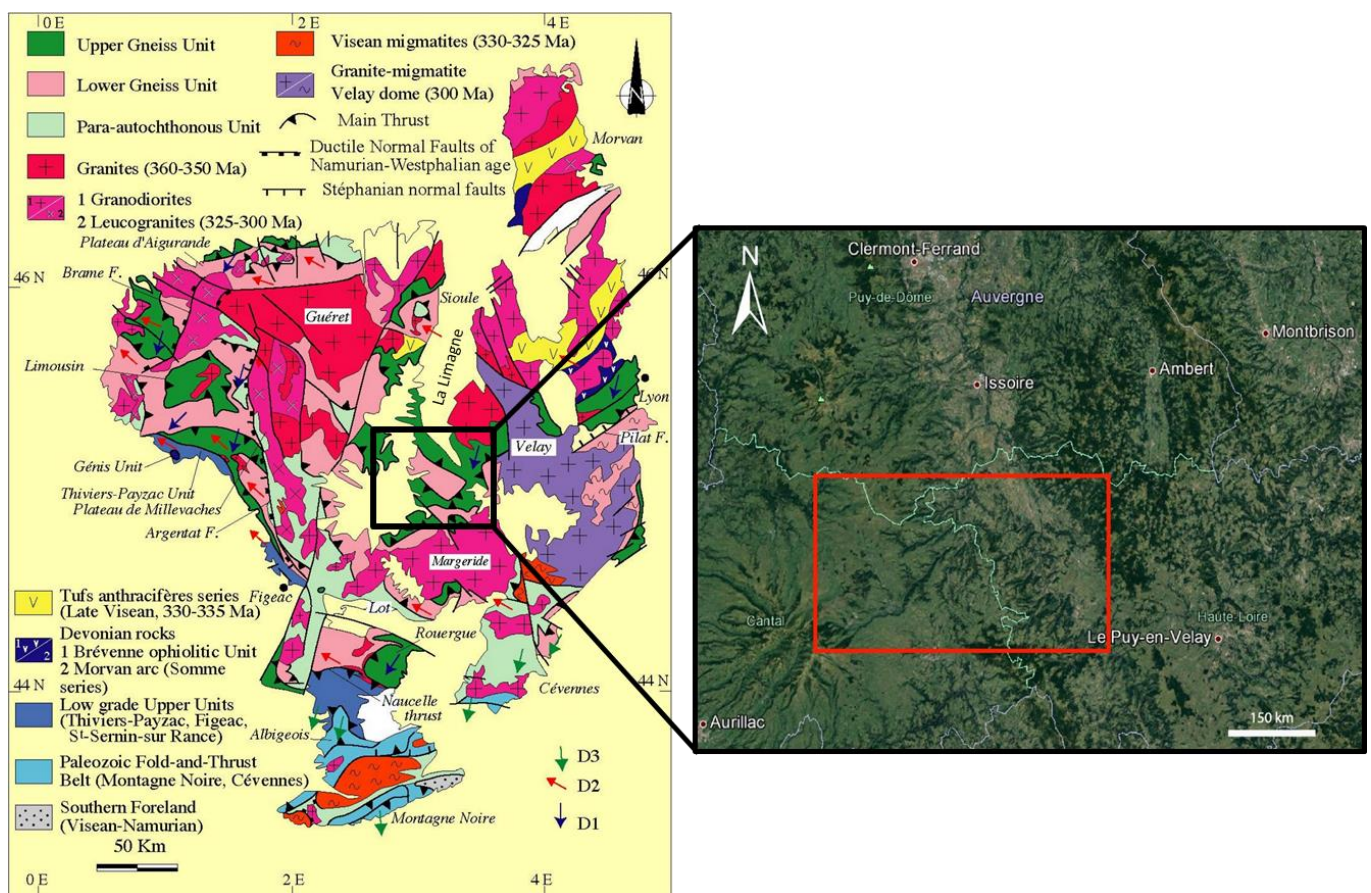 0 E
2 E
4 E
Upper Gneiss Unit
Lower Gneiss Unit
Para-autochthonous Unit
Granites (360-350 Ma)
1
2
1 Granodiorites
2 Leucogranites (325-300 Ma)
Visean migmatites (330-325 Ma)
Granite-migmatite
Velay dome (300 Ma)
Main Thrust
Ductile Normal Faults of
Namurian-Westphalian age
Stéphanian normal faults
N
Morvan
Plateau d'Aigurande
Brame F.
46 N
46 N
Sioule
Guéret
La Limagne
Limousin
Lyon
Velay
Pilat F.
Génis Unit
Thiviers-Payzac Unit
Plateau de Millevaches
Argentat F.
Margeride
Figeac
Lot
Rouergue
Cévennes
44 N
44 N
Naucelle
thrust
Albigeois
Montagne Noire
V
Tufs anthracifères series
(Late Visean, 330-335 Ma)
1
2
Devonian rocks
1 Brévenne ophiolitic Unit
2 Morvan arc (Somme
series)
Low grade Upper Units
(Thiviers-Payzac, Figeac,
St-Sernin-sur Rance)
Paleozoic Fold-and-Thrust
Belt (Montagne Noire, Cévennes)
Southern Foreland
(Visean-Namurian)
50 Km
D3
D2
D1
0 E
2 E
4 E
N
Clermont-Ferrand
Puy-de-Dôme
Auvergne
Montbrison
Issoire
Ambert
Cantal
Haute-Loire
Le Puy-en-Velay
Aurillac
150 km